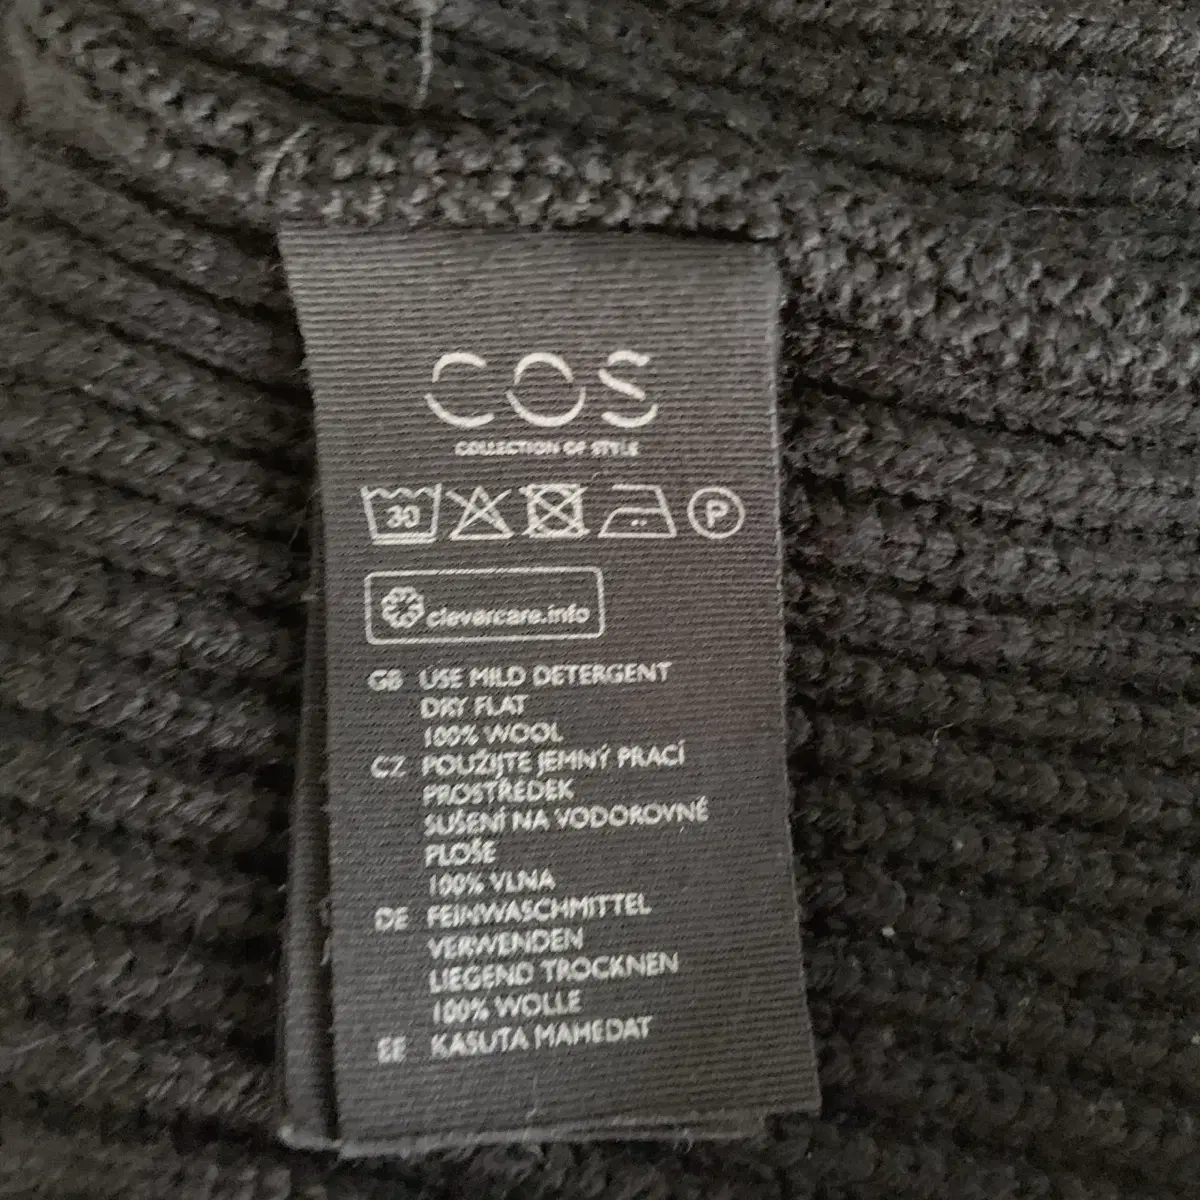 COS
COLLECTION OF STYLE
30 P
clevercare.info
GB USE MILD DETERGENT
DRY FLAT
100% WOOL
CZ POUŽIJTE JEMNÝ PRACÍ
PROSTŘEDEK
SUŠENÍ NA VODOROVNÉ
PLOŠE
100% VLNA
DE FEINWASCHMITTEL
VERWENDEN
LIEGEND TROCKNEN
100% WOLLE
EE KASUTA MAHEDAT